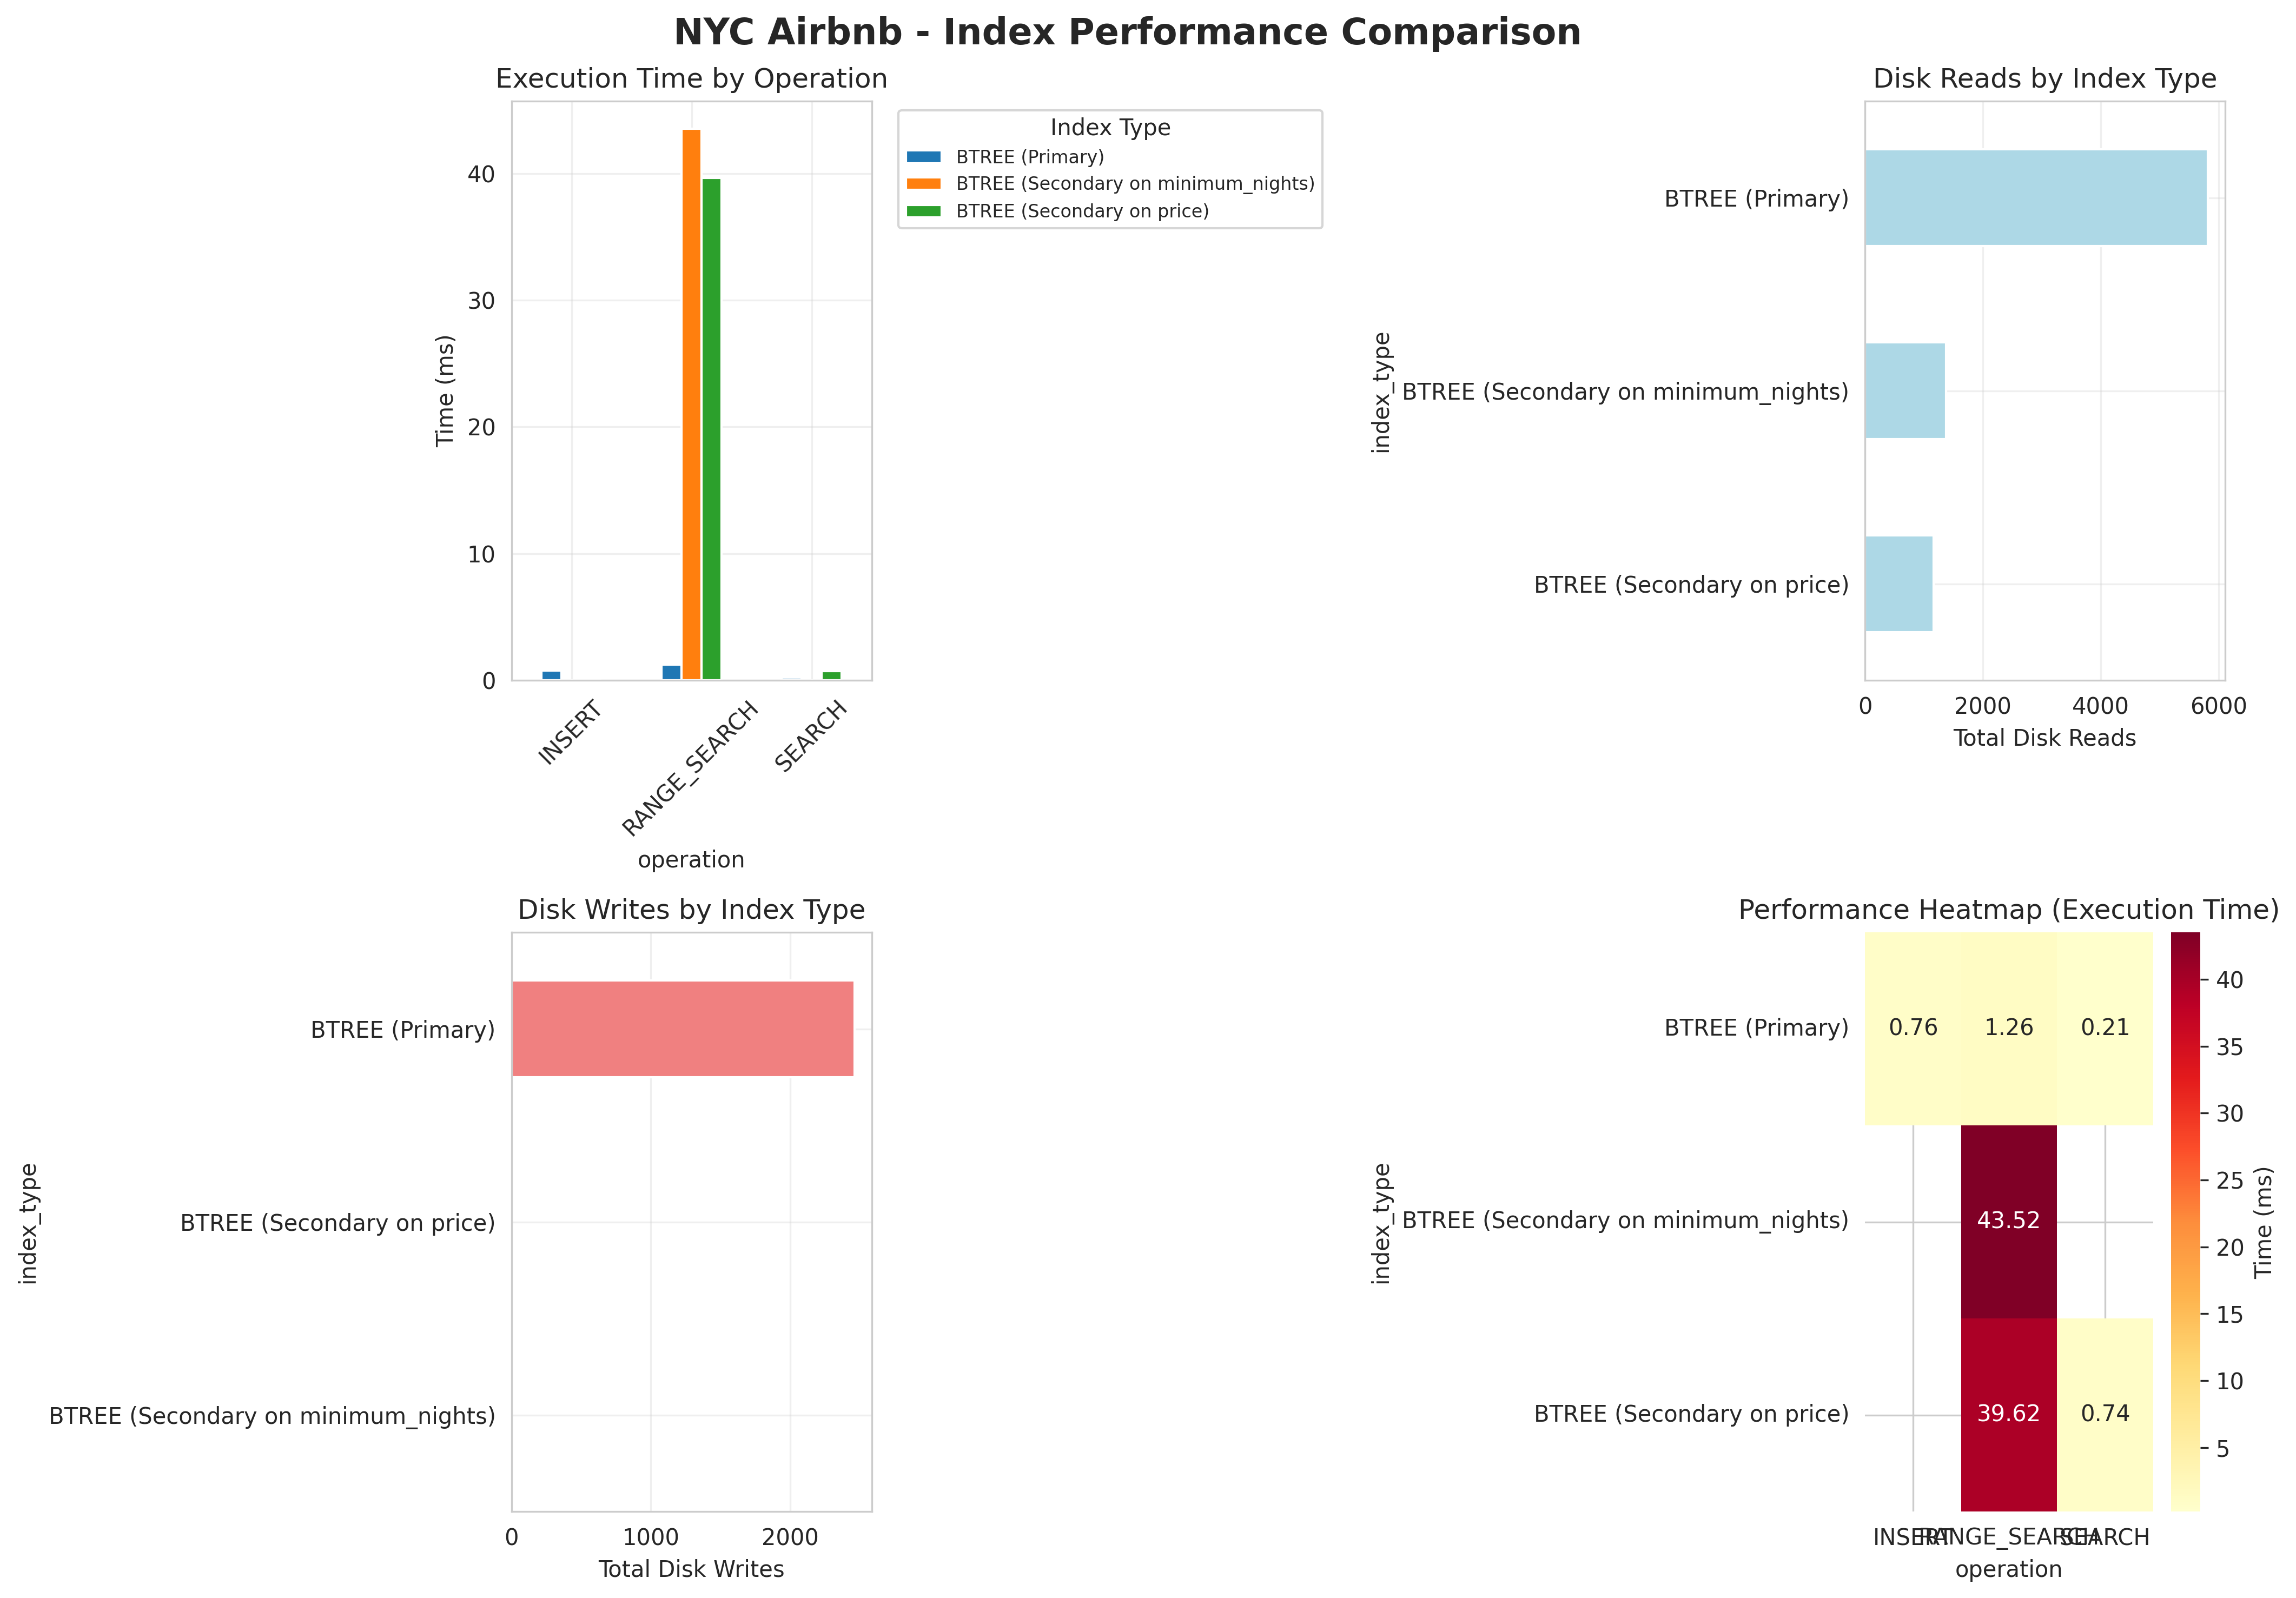 NYC Airbnb - Index Performance Comparison
Execution Time by Operation
40
30
20
10
0
Time (ms)
INSERT
RANGE_SEARCH
SEARCH
operation
Index Type
BTREE (Primary)
BTREE (Secondary on minimum_nights)
BTREE (Secondary on price)
Disk Reads by Index Type
index_type
BTREE (Primary)
BTREE (Secondary on minimum_nights)
BTREE (Secondary on price)
0 2000 4000 6000
Total Disk Reads
Disk Writes by Index Type
index_type
BTREE (Primary)
BTREE (Secondary on price)
BTREE (Secondary on minimum_nights)
0 1000 2000
Total Disk Writes
Performance Heatmap (Execution Time)
index_type
BTREE (Primary) 0.76 1.26 0.21
BTREE (Secondary on minimum_nights) 43.52
BTREE (Secondary on price) 39.62 0.74
INSERT RANGE_SEARCH SEARCH
operation
40
35
30
25
20
15
10
5
Time (ms)